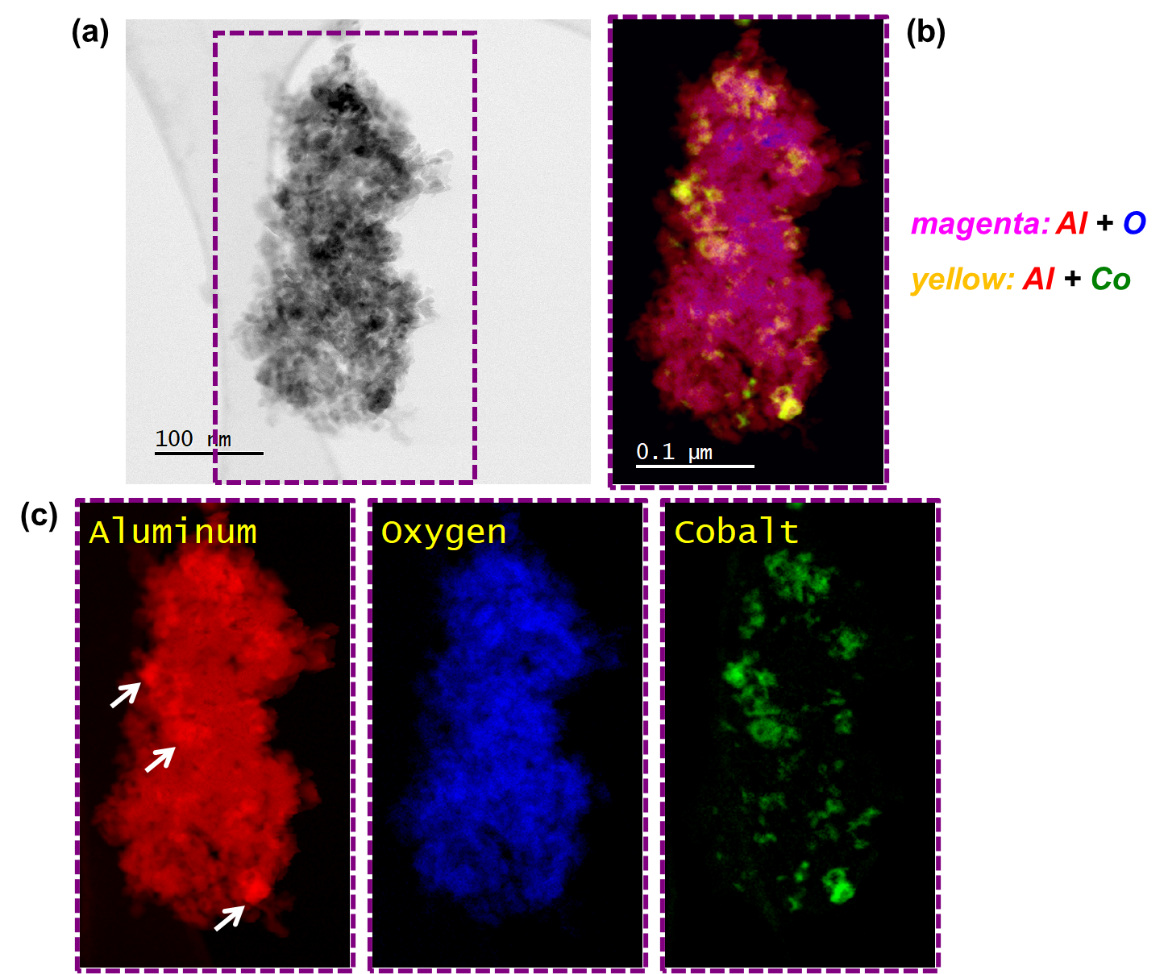 (a)
(b)
100 nm
0.1 μm
magenta: Al + O
yellow: Al + Co
(c)
Aluminum
Oxygen
Cobalt